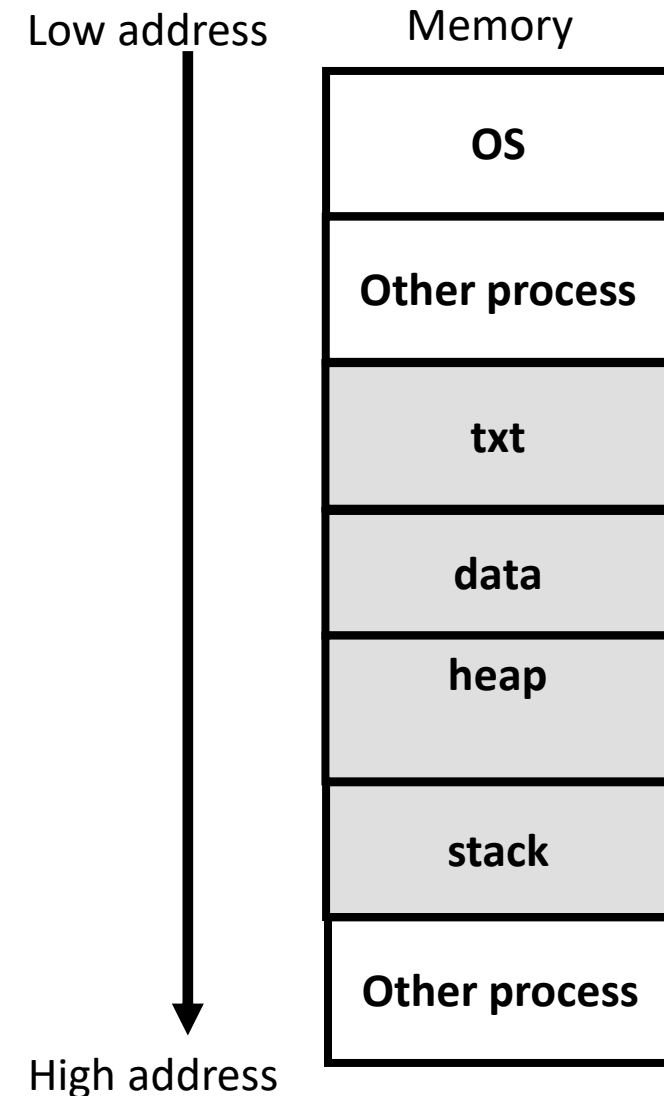 Low address
Memory
OS
Other process
txt
data
heap
stack
Other process
High address